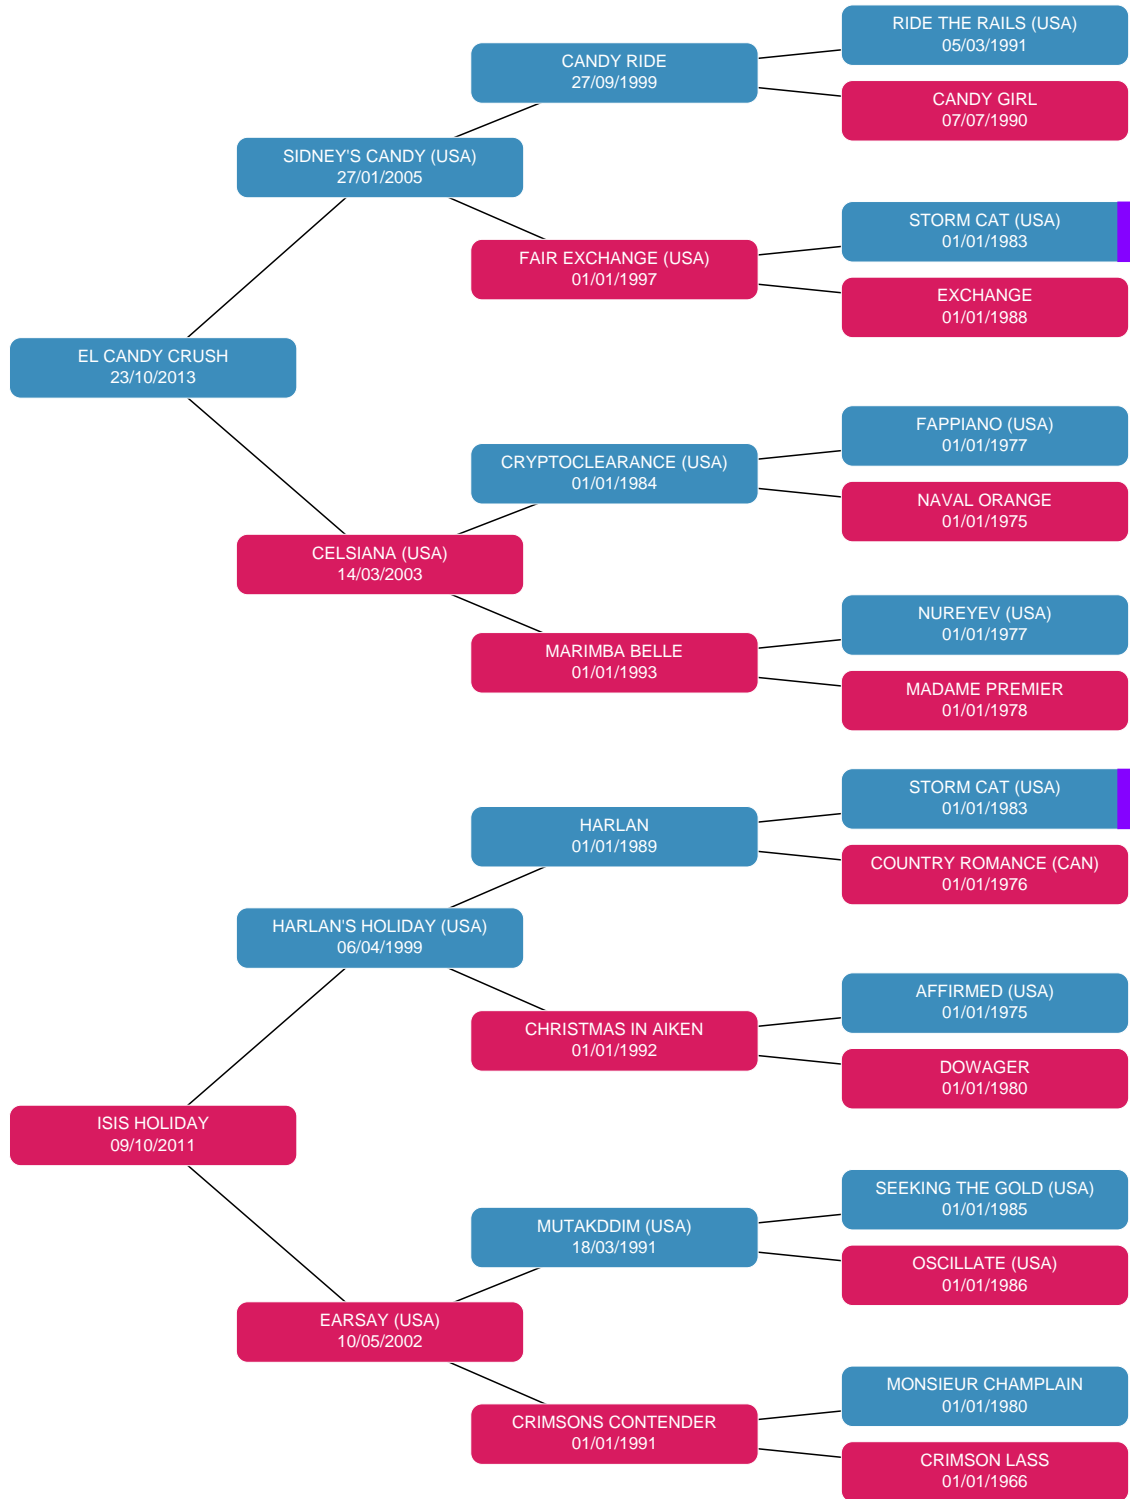 RIDE THE RAILS (USA)
05/03/1991
CANDY RIDE
27/09/1999
CANDY GIRL
07/07/1990
SIDNEY'S CANDY (USA)
27/01/2005
STORM CAT (USA)
01/01/1983
FAIR EXCHANGE (USA)
01/01/1997
EXCHANGE
01/01/1988
EL CANDY CRUSH
23/10/2013
FAPPIANO (USA)
01/01/1977
CRYPTOCLEARANCE (USA)
01/01/1984
NAVAL ORANGE
01/01/1975
CELSIANA (USA)
14/03/2003
NUREYEV (USA)
01/01/1977
MARIMBA BELLE
01/01/1993
MADAME PREMIER
01/01/1978
STORM CAT (USA)
01/01/1983
HARLAN
01/01/1989
COUNTRY ROMANCE (CAN)
01/01/1976
HARLAN'S HOLIDAY (USA)
06/04/1999
AFFIRMED (USA)
01/01/1975
CHRISTMAS IN AIKEN
01/01/1992
DOWAGER
01/01/1980
ISIS HOLIDAY
09/10/2011
SEEKING THE GOLD (USA)
01/01/1985
MUTAKDDIM (USA)
18/03/1991
OSCILLATE (USA)
01/01/1986
EARSAY (USA)
10/05/2002
MONSIEUR CHAMPLAIN
01/01/1980
CRIMSONS CONTENDER
01/01/1991
CRIMSON LASS
01/01/1966